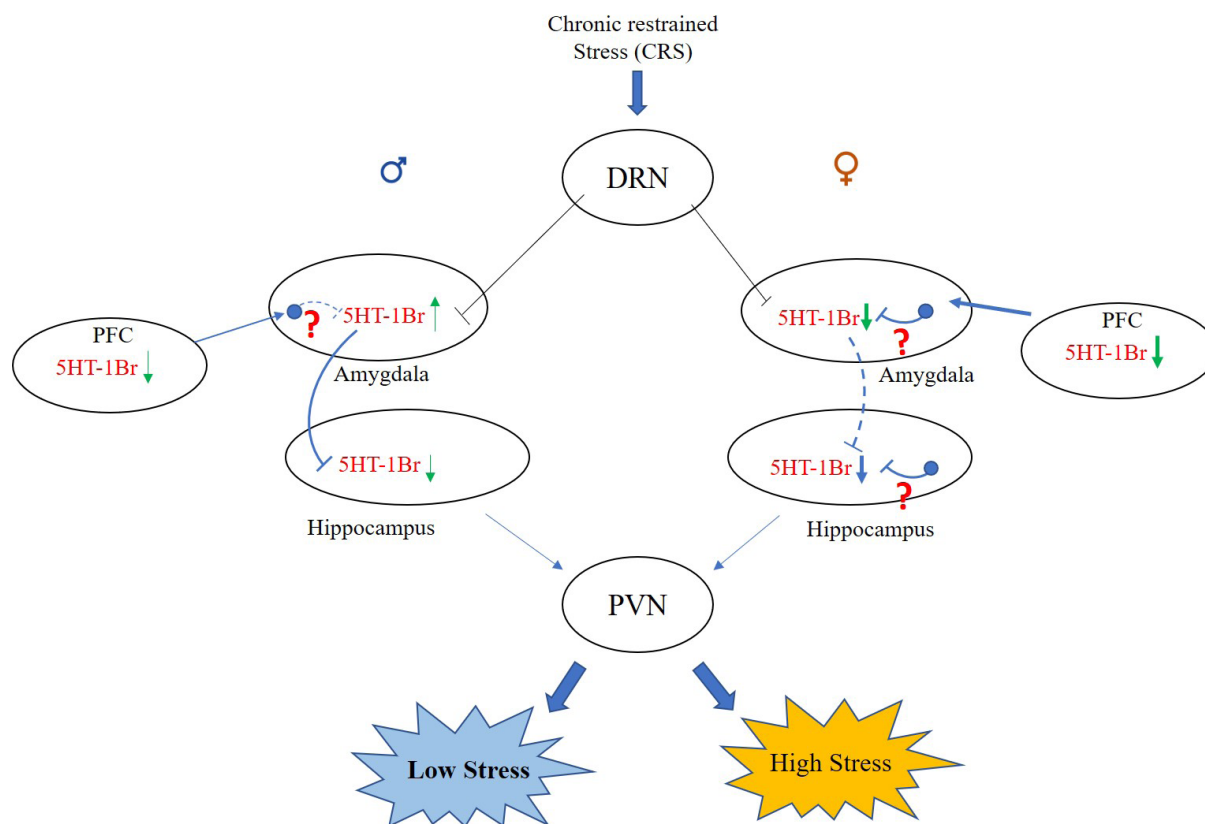 Chronic restrained
Stress (CRS)
♂
DRN
♀
5HT-1Br
?
Amygdala
PFC
5HT-1Br
5HT-1Br
?
Amygdala
PFC
5HT-1Br
5HT-1Br
Hippocampus
5HT-1Br
?
Hippocampus
PVN
Low Stress
High Stress